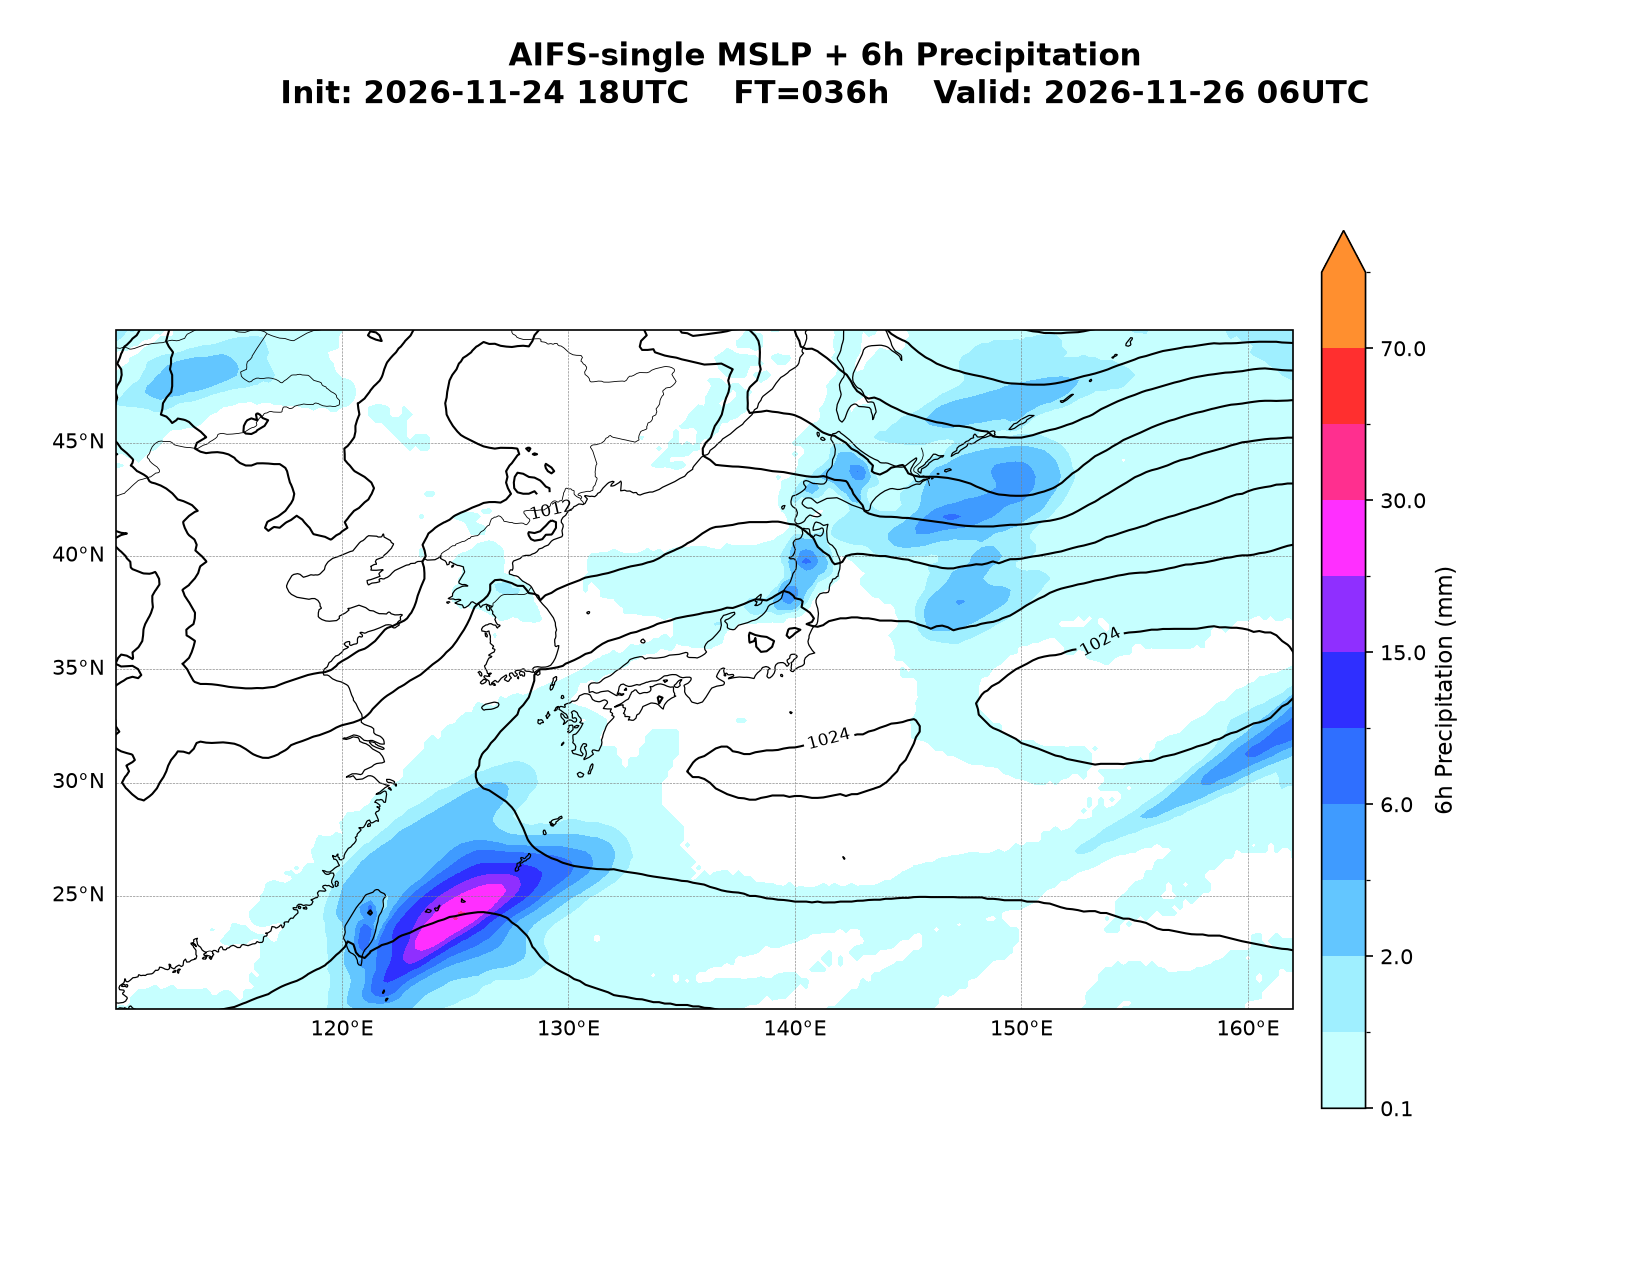 AIFS-single MSLP + 6h Precipitation
Init: 2026-11-24 18UTC    FT=036h    Valid: 2026-11-26 06UTC
45°N
40°N
35°N
30°N
25°N
120°E
130°E
140°E
150°E
160°E
1012
1024
1024
70.0
30.0
15.0
6.0
2.0
0.1
6h Precipitation (mm)